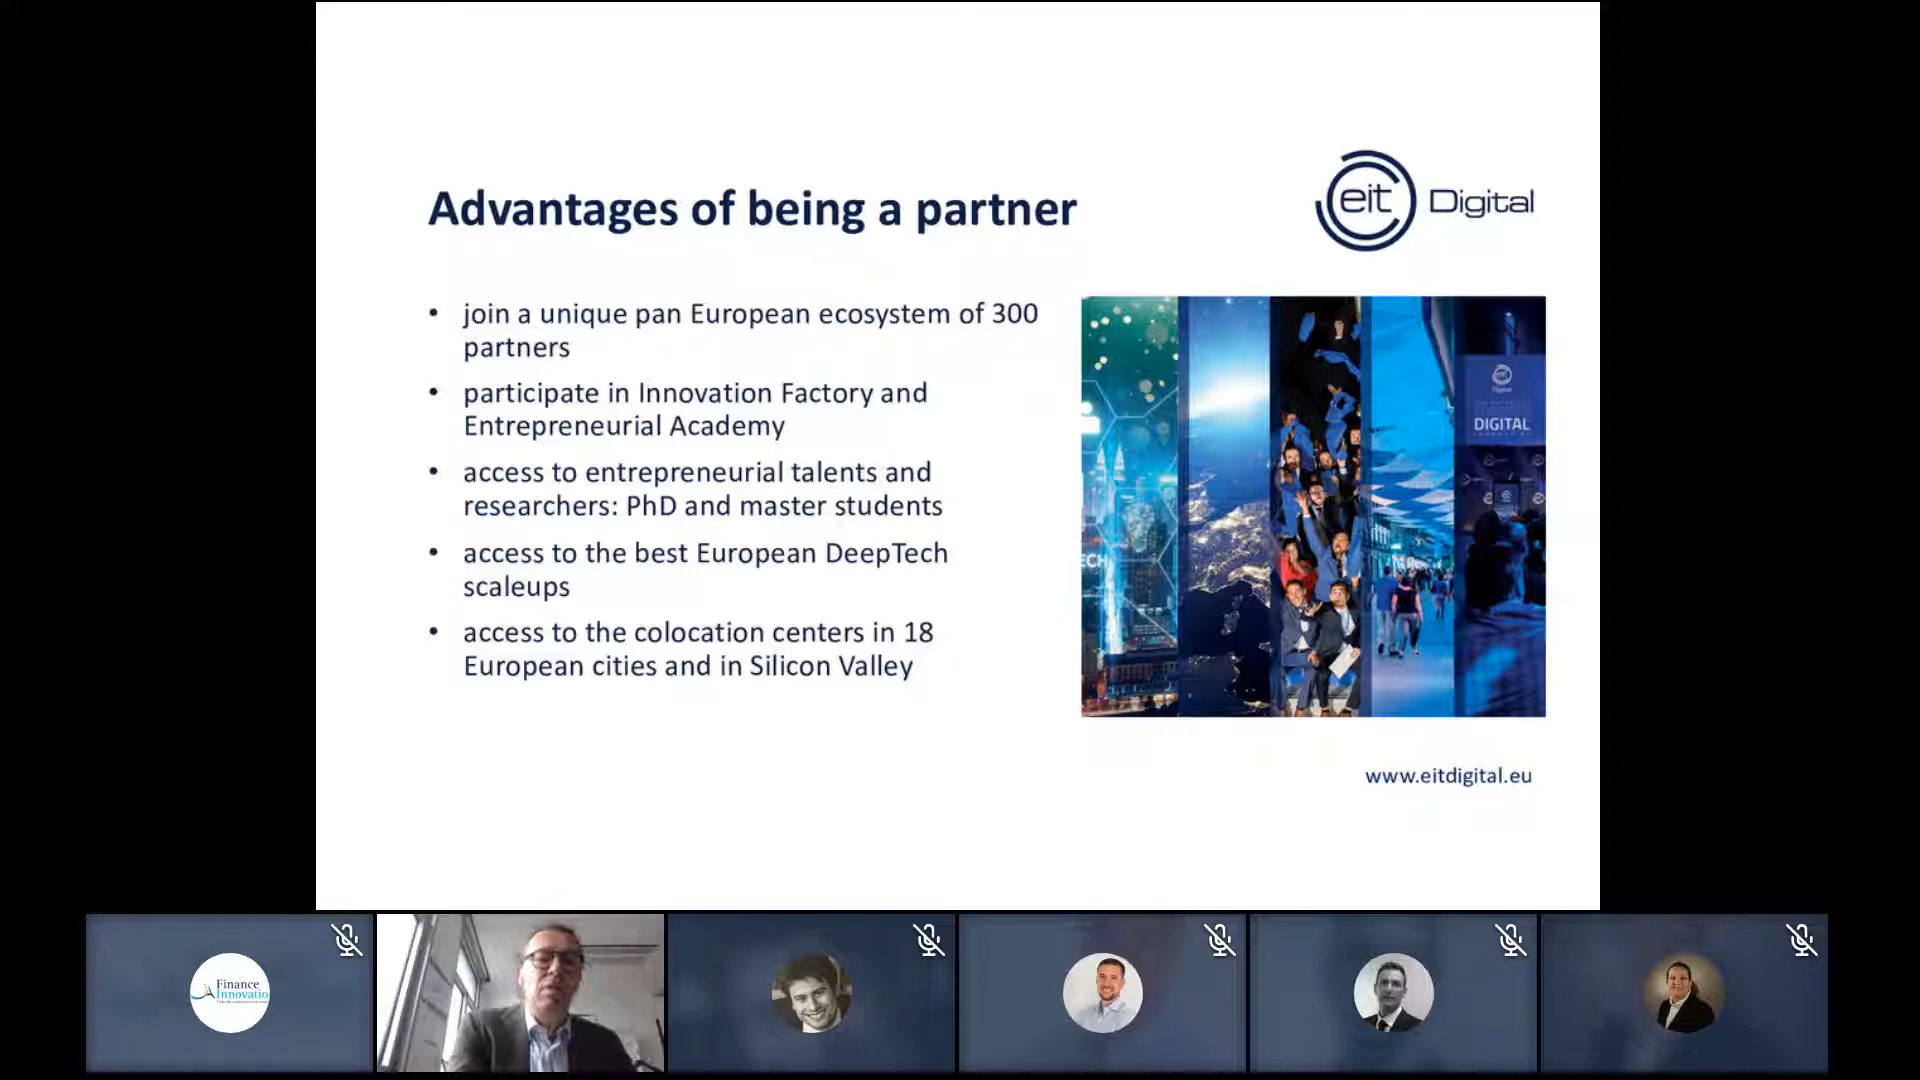 Advantages of being a partner
eit Digital
• join a unique pan European ecosystem of 300
partners
• participate in Innovation Factory and
Entrepreneurial Academy
• access to entrepreneurial talents and
researchers: PhD and master students
• access to the best European DeepTech
scaleups
• access to the colocation centers in 18
European cities and in Silicon Valley
eit
Digital
DIGITAL
ECH
www.eitdigital.eu
Finance
Innovatio